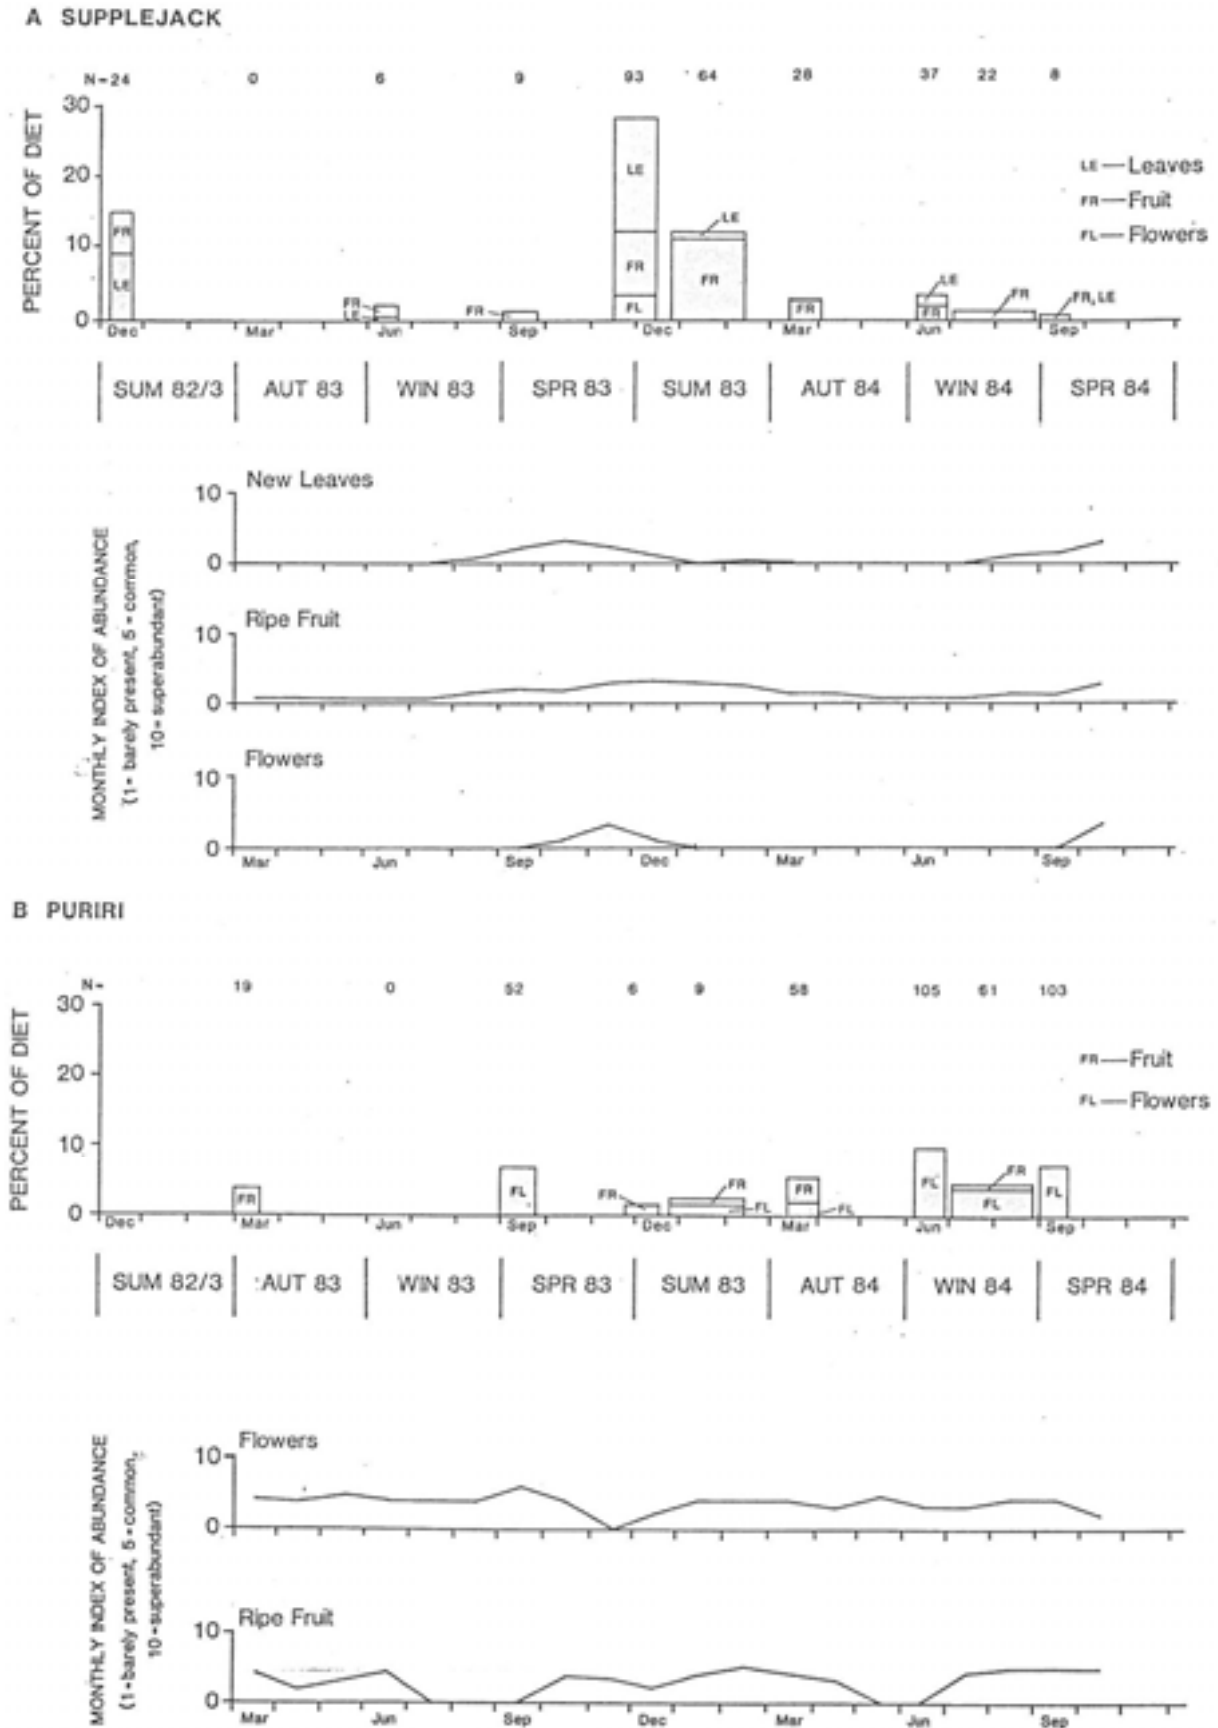 A SUPPLEJACK
N-24 0 6 9 93 64 28 37 22 8
PERCENT OF DIET
30
20
10
0
LE—Leaves
FR—Fruit
FL—Flowers
FR
LE
FR
LE
FR
LE
FR
FL
LE
FR
FR
LE
FR
FR
FR, LE
Dec Mar Jun Sep Dec Mar Jun Sep
SUM 82/3 AUT 83 WIN 83 SPR 83 SUM 83 AUT 84 WIN 84 SPR 84
MONTHLY INDEX OF ABUNDANCE
(1- barely present, 5 - common,
10- superabundant)
New Leaves
10
0
Ripe Fruit
10
0
Flowers
10
0
Mar Jun Sep Dec Mar Jun Sep
B PURIRI
N- 19 0 52 6 9 58 105 61 103
PERCENT OF DIET
30
20
10
0
FR—Fruit
FL—Flowers
FR
FL
FR
FR
FL
FR
FL
FL
FR
FL
FL
Dec Mar Jun Sep Dec Mar Jun Sep
SUM 82/3 AUT 83 WIN 83 SPR 83 SUM 83 AUT 84 WIN 84 SPR 84
MONTHLY INDEX OF ABUNDANCE
(1-barely present, 5-common,
10-superabundant)
Flowers
10
0
Ripe Fruit
10
0
Mar Jun Sep Dec Mar Jun Sep